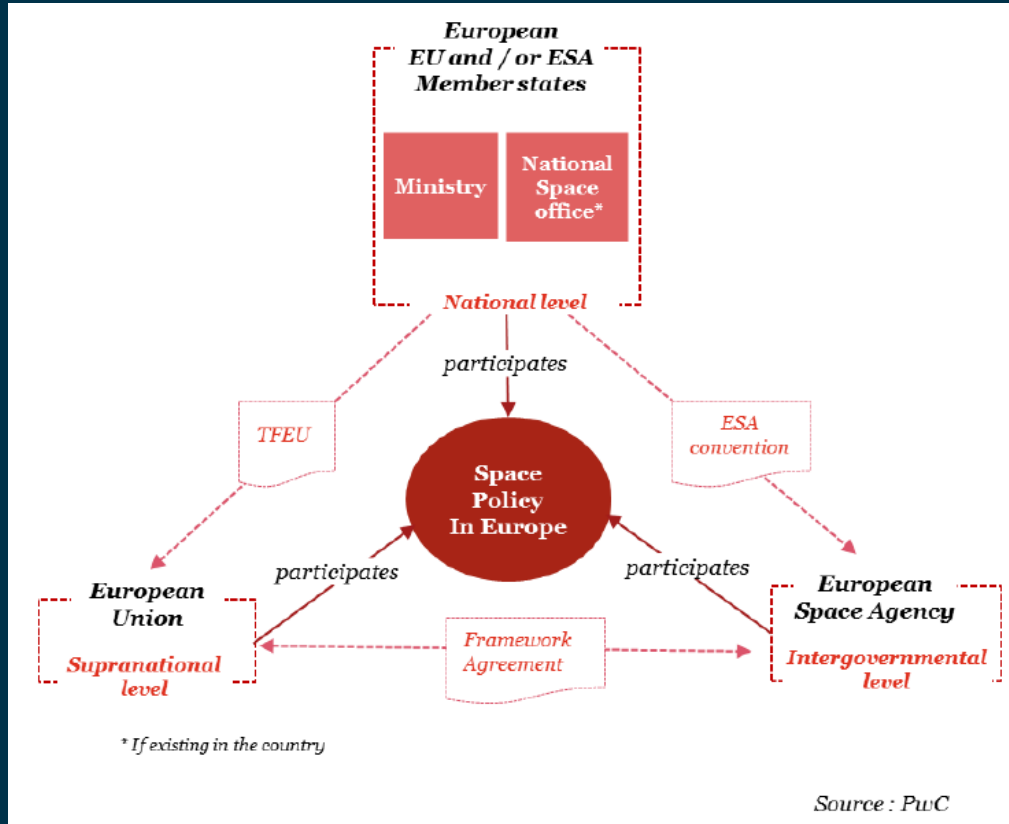 European
EU and / or ESA
Member states
Ministry
National
Space
office*
National level
participates
TFEU
ESA
convention
Space
Policy
In Europe
participates
participates
European
Union
Supranational
level
Framework
Agreement
European
Space Agency
Intergovernmental
level
* If existing in the country
Source : PwC